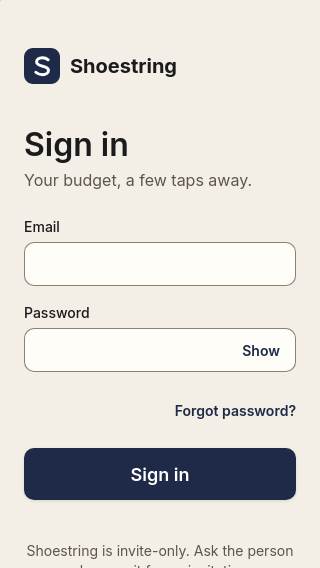 S Shoestring
Sign in
Your budget, a few taps away.
Email
Password
Show
Forgot password?
Sign in
Shoestring is invite-only. Ask the person